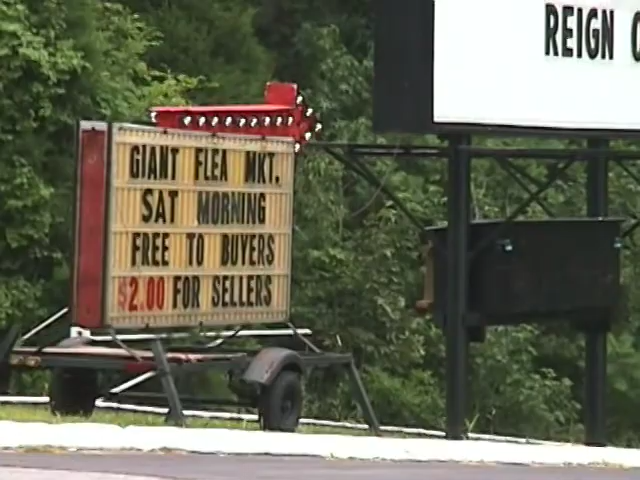 REIGN
GIANT FLEA MKT.
SAT MORNING
FREE TO BUYERS
$2.00 FOR SELLERS